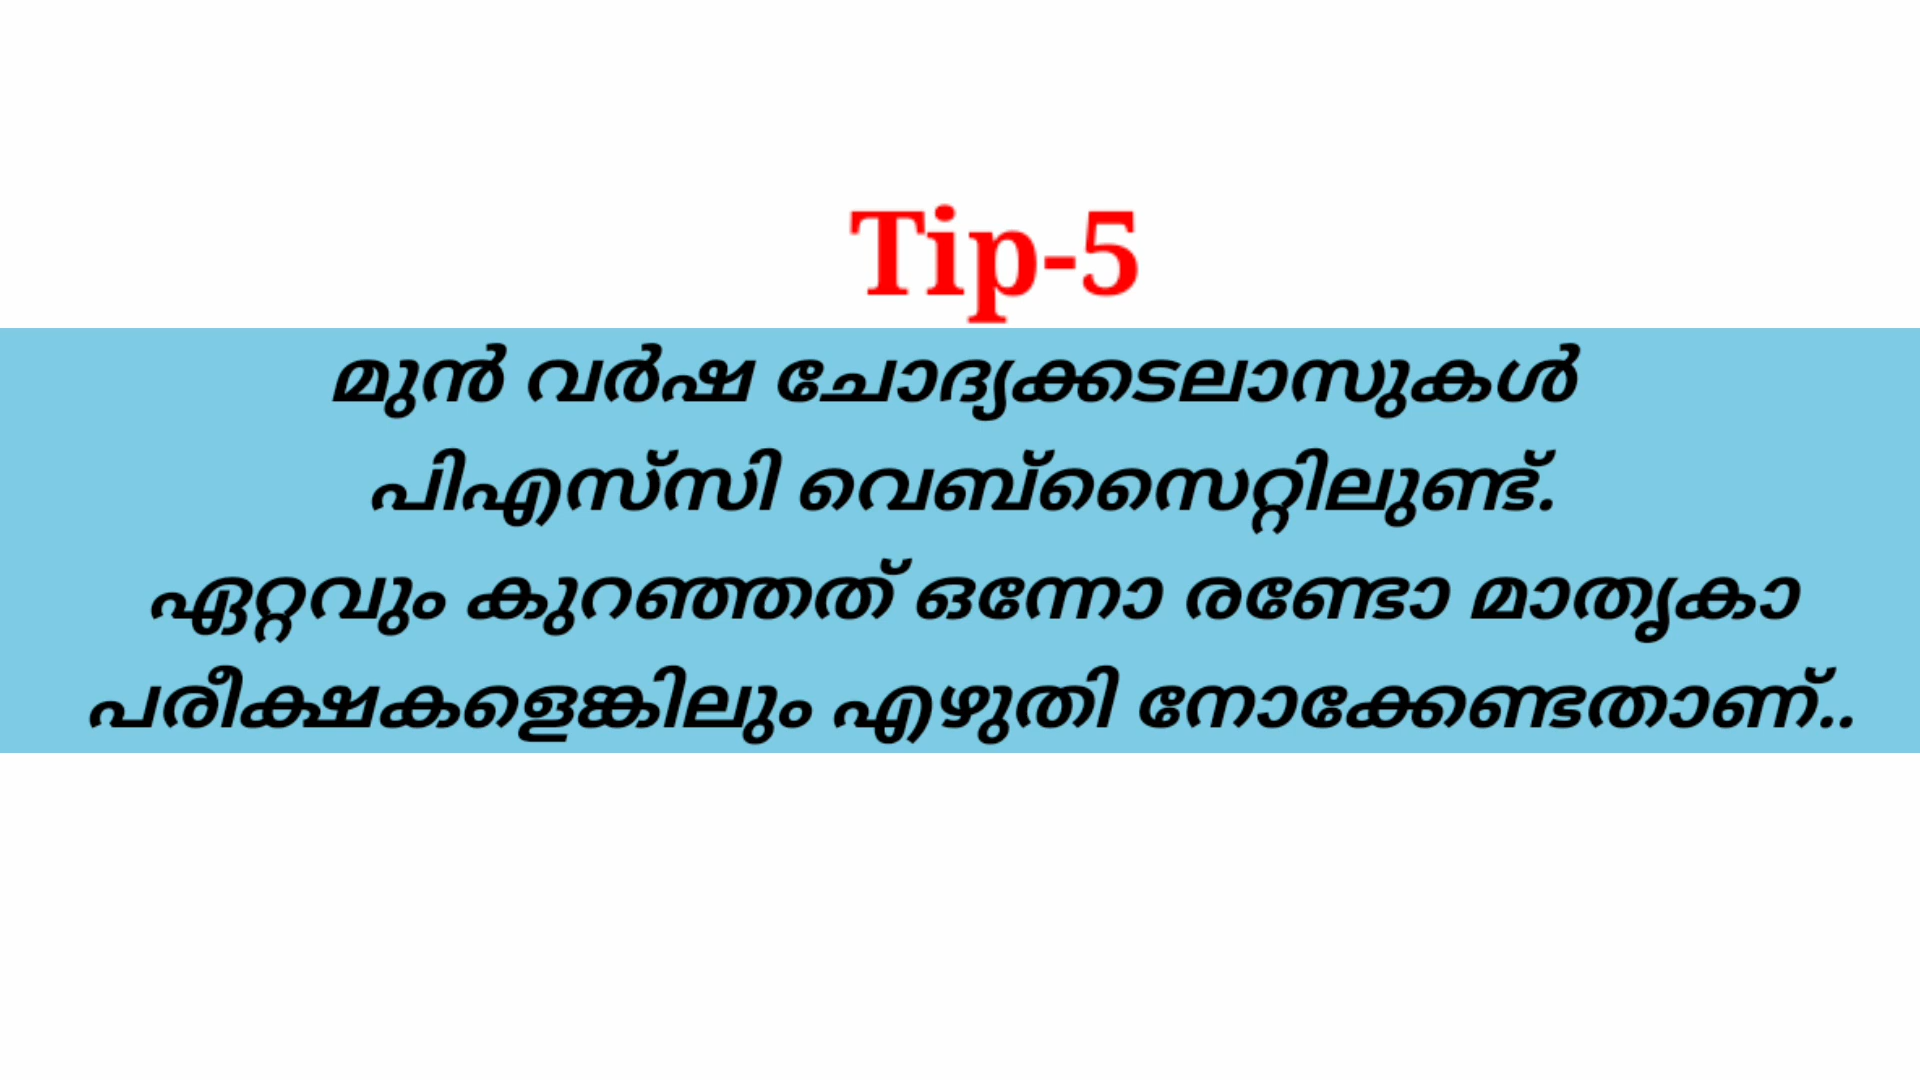 Tip-5
മുൻ വർഷ ചോദ്യക്കടലാസുകൾ
പിഎസ്സി വെബ്സൈറ്റിലുണ്ട്.
ഏറ്റവും കുറഞ്ഞത് ഒന്നോ രണ്ടോ മാതൃകാ
പരീക്ഷകളെങ്കിലും എഴുതി നോക്കേണ്ടതാണ്..